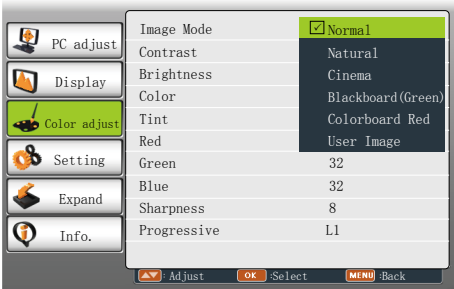 PC adjust
Display
Color adjust
Setting
Expand
Info.
Image Mode
Contrast
Brightness
Color
Tint
Red
Green 32
Blue 32
Sharpness 8
Progressive L1
Normal
Natural
Cinema
Blackboard(Green)
Colorboard Red
User Image
: Adjust OK :Select MENU :Back